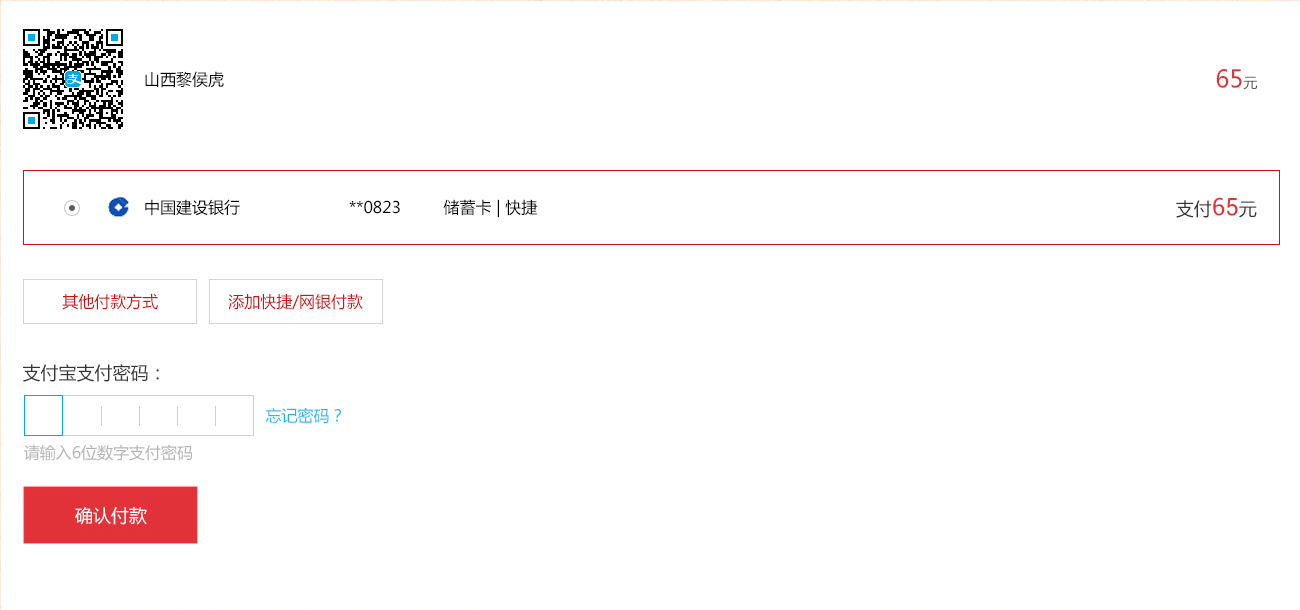 山西黎侯虎 65元
中国建设银行 **0823 储蓄卡 | 快捷 支付65元
其他付款方式 添加快捷/网银付款
支付宝支付密码：
忘记密码？
请输入6位数字支付密码
确认付款